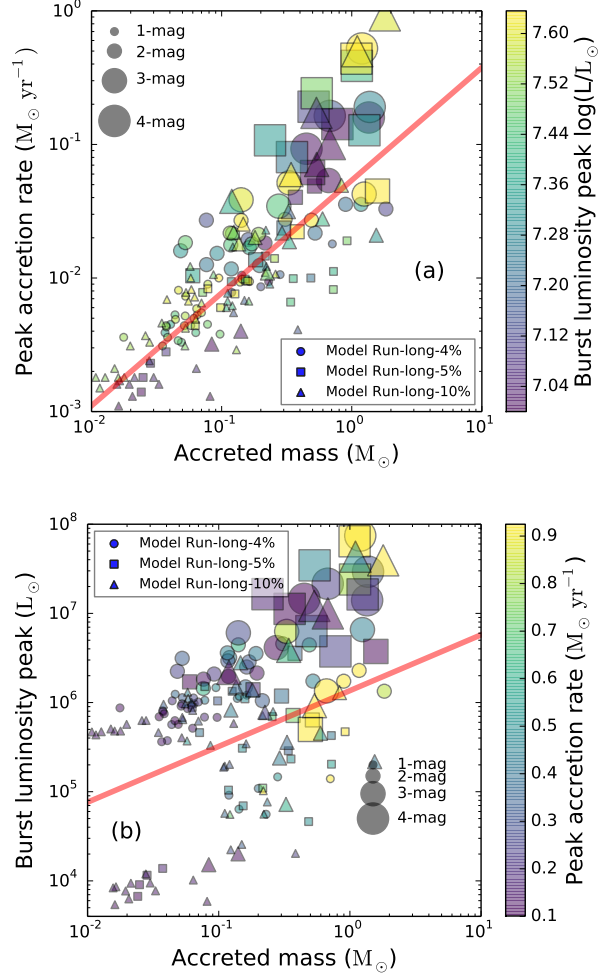 10⁰
10⁻¹
10⁻²
10⁻³
Peak accretion rate (M⊙ yr⁻¹)
1-mag
2-mag
3-mag
4-mag
(a)
Model Run-long-4%
Model Run-long-5%
Model Run-long-10%
10⁻² 10⁻¹ 10⁰ 10¹
Accreted mass (M⊙)
7.60
7.52
7.44
7.36
7.28
7.20
7.12
7.04
Burst luminosity peak log(L/L⊙)
10⁸
10⁷
10⁶
10⁵
10⁴
Burst luminosity peak (L⊙)
Model Run-long-4%
Model Run-long-5%
Model Run-long-10%
1-mag
2-mag
3-mag
4-mag
(b)
10⁻² 10⁻¹ 10⁰ 10¹
Accreted mass (M⊙)
0.9
0.8
0.7
0.6
0.5
0.4
0.3
0.2
0.1
Peak accretion rate (M⊙ yr⁻¹)